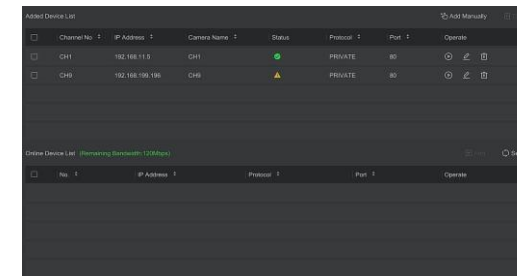 Added Device List Add Manually
Channel No. IP Address Camera Name Status Protocol Port Operate
CH1 192.168.11.5 CH1 PRIVATE 80
CH9 192.168.199.196 CH9 PRIVATE 80
Online Device List (Remaining Bandwidth:120Mbps)
No. IP Address Protocol Port Operate